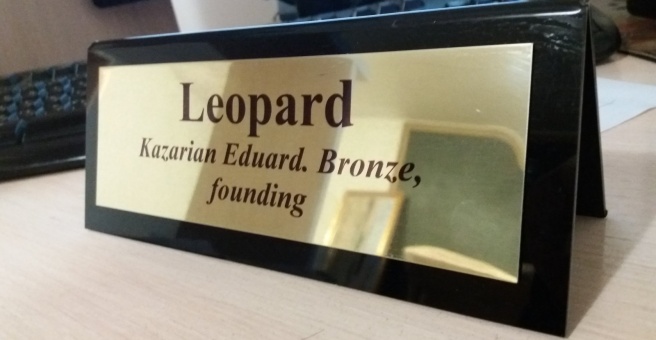 Leopard
Kazarian Eduard. Bronze,
founding